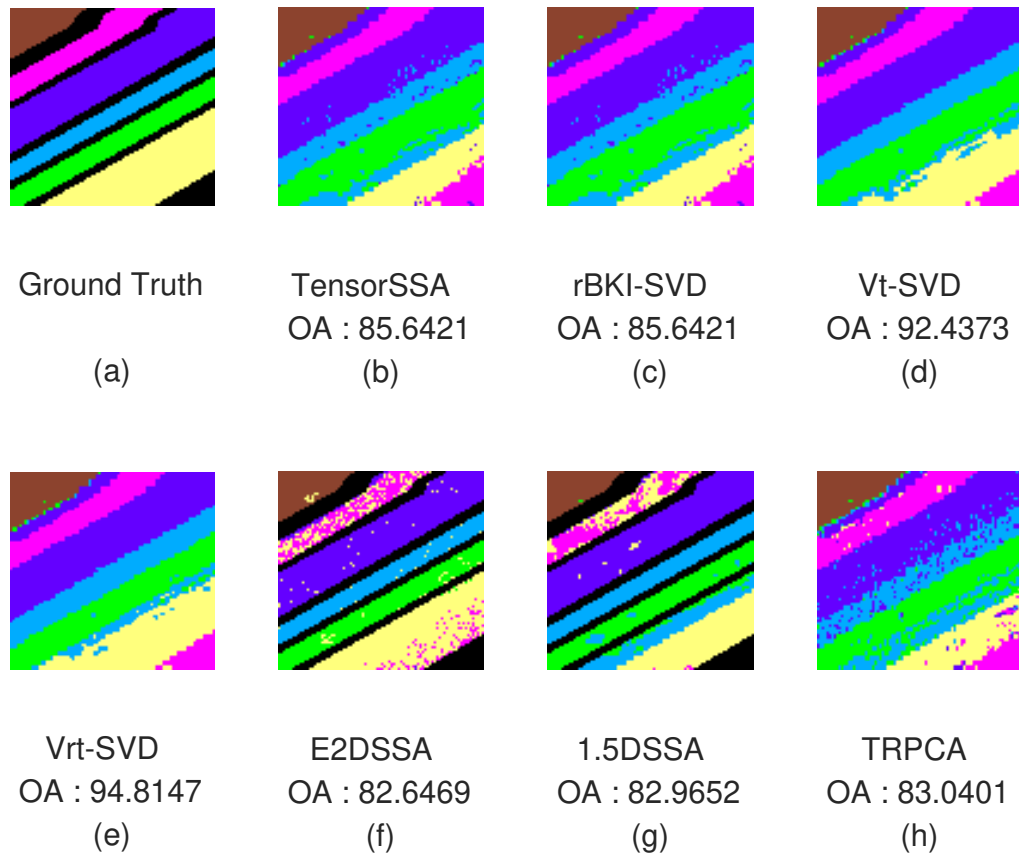 Ground Truth
(a)
TensorSSA
OA : 85.6421
(b)
rBKI-SVD
OA : 85.6421
(c)
Vt-SVD
OA : 92.4373
(d)
Vrt-SVD
OA : 94.8147
(e)
E2DSSA
OA : 82.6469
(f)
1.5DSSA
OA : 82.9652
(g)
TRPCA
OA : 83.0401
(h)